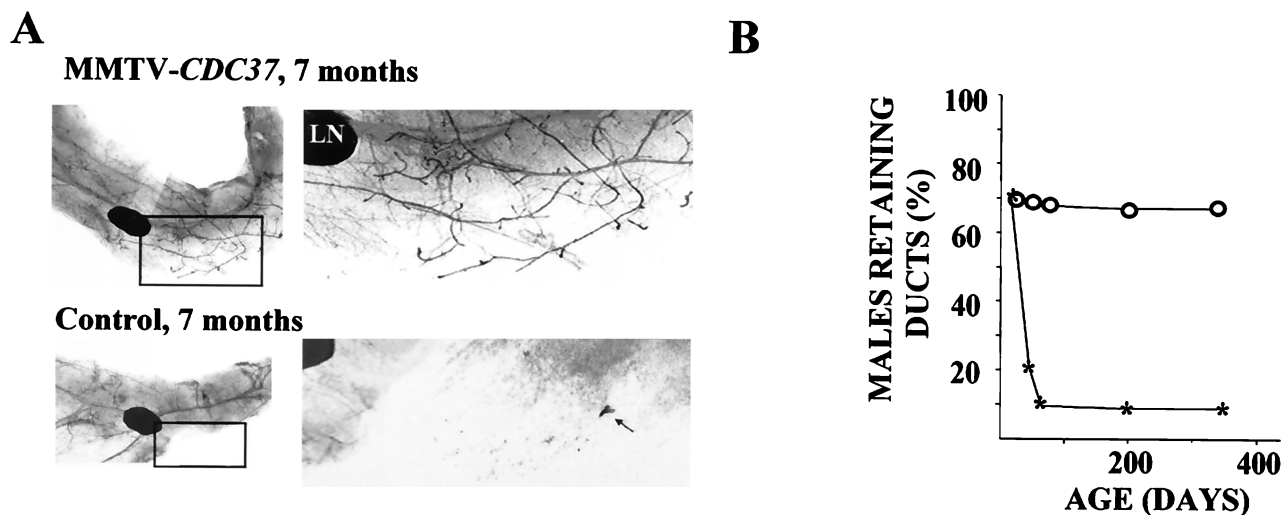 A
MMTV-CDC37, 7 months
LN
Control, 7 months
B
MALES RETAINING
DUCTS (%)
100
80
60
40
20
200
400
AGE (DAYS)